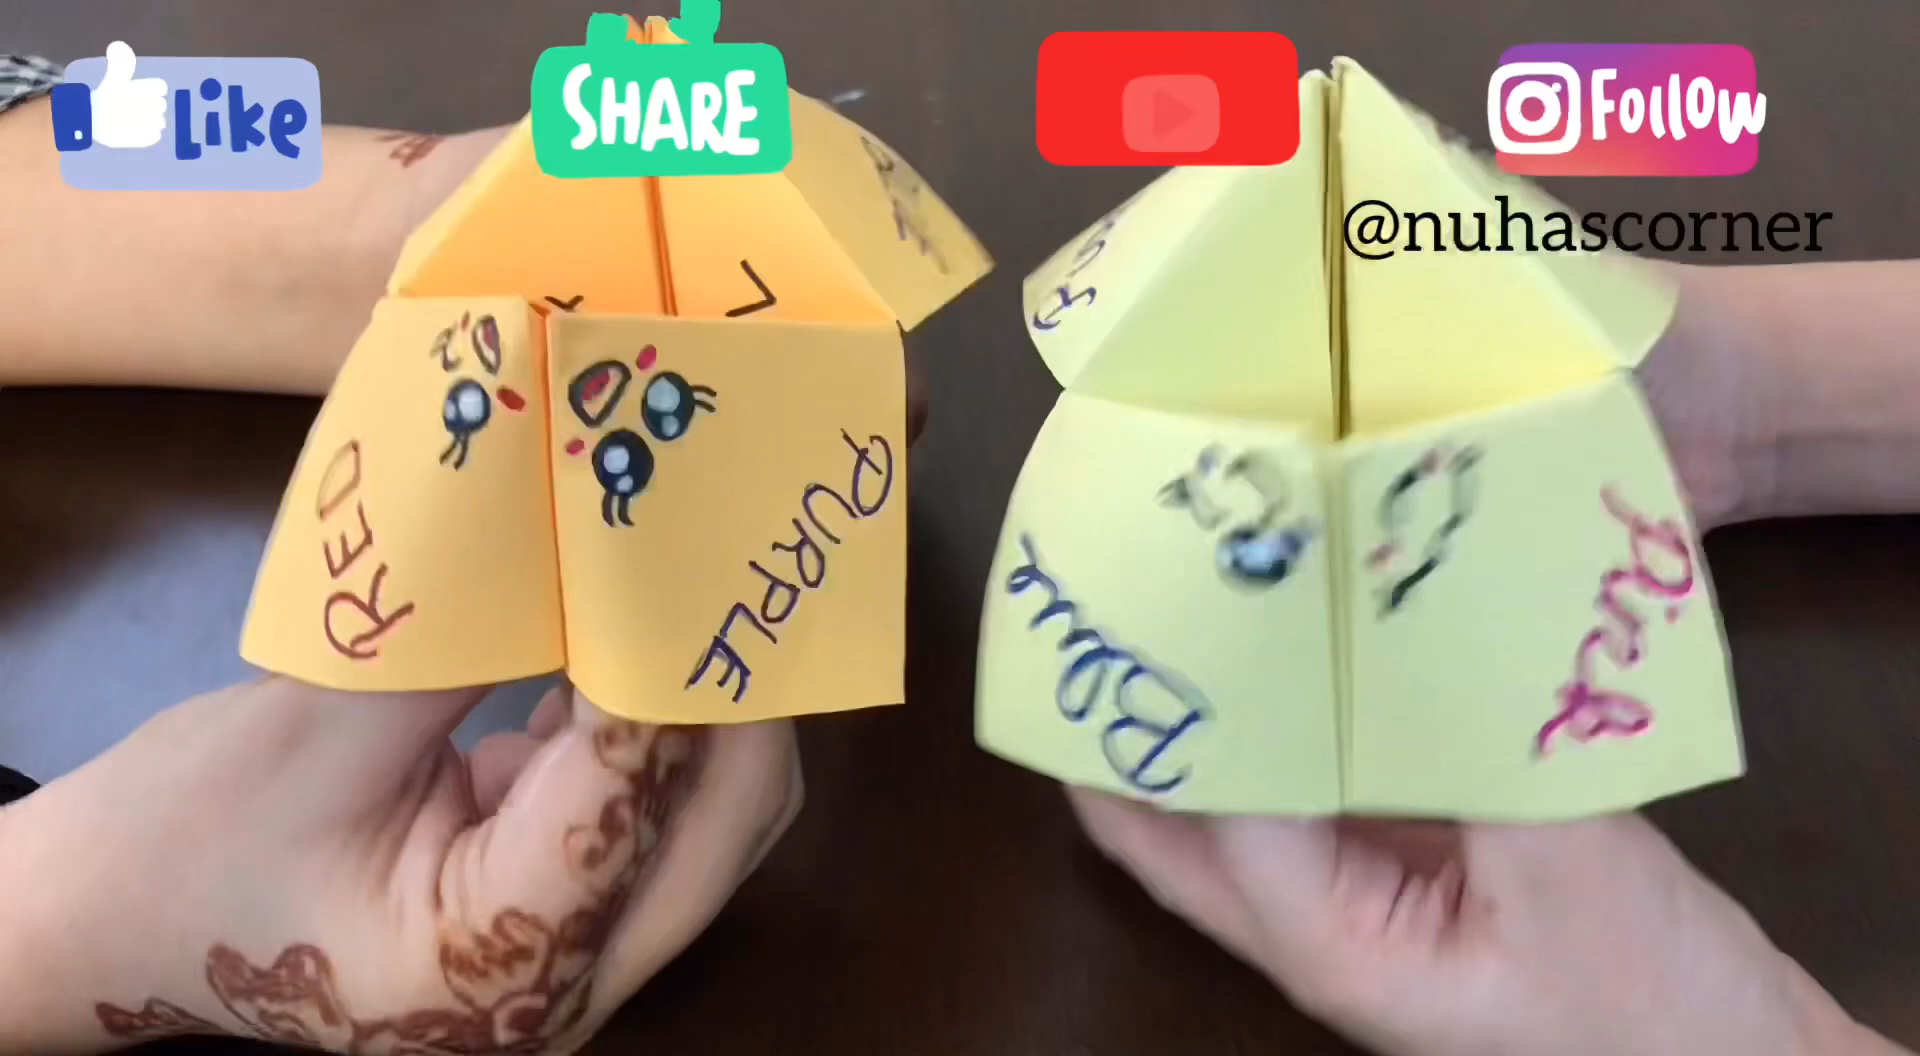 Like
SHARE
Follow
@nuhascorner
RED
PURPLE
Blue
Pink